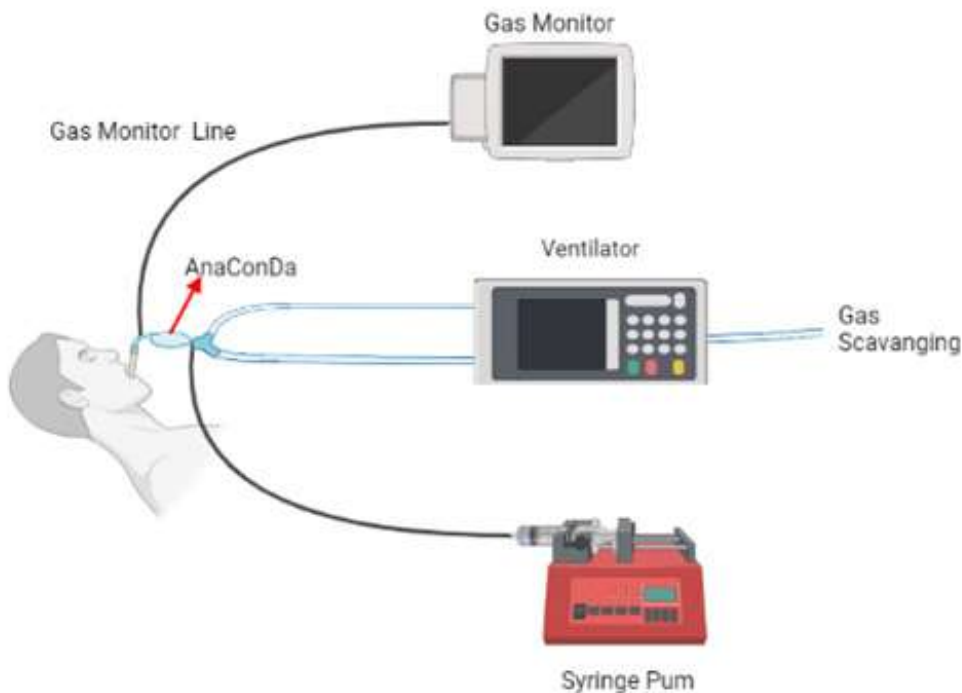 Gas Monitor
Gas Monitor Line
AnaConDa
Ventilator
Gas
Scavanging
Syringe Pum